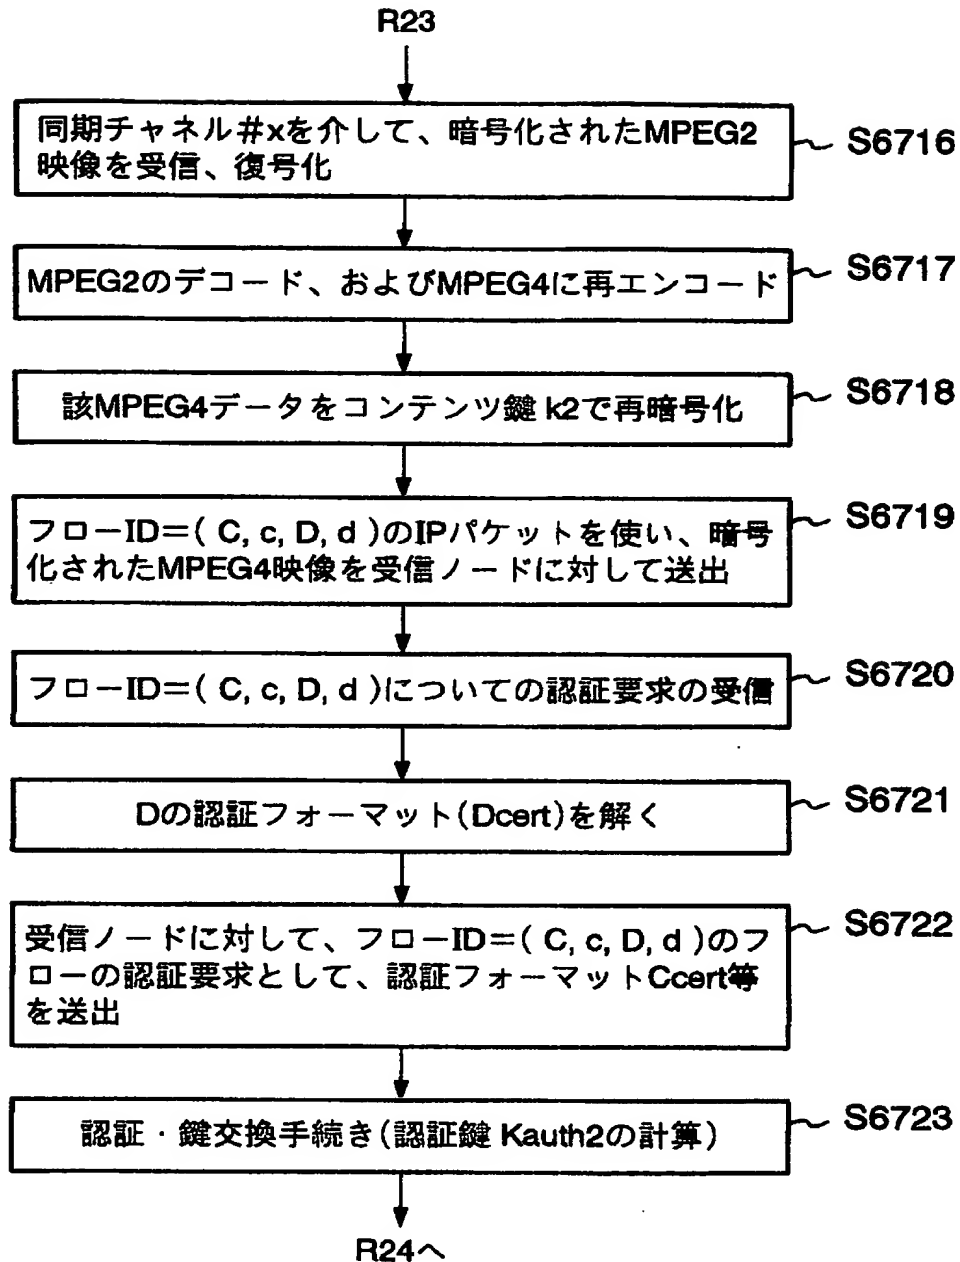 R23
同期チャネル#xを介して、暗号化されたMPEG2
映像を受信、復号化
S6716
MPEG2のデコード、およびMPEG4に再エンコード
S6717
該MPEG4データをコンテンツ鍵 k2で再暗号化
S6718
フローID=( C, c, D, d )のIPパケットを使い、暗号
化されたMPEG4映像を受信ノードに対して送出
S6719
フローID=( C, c, D, d )についての認証要求の受信
S6720
Dの認証フォーマット(Dcert)を解く
S6721
受信ノードに対して、フローID=( C, c, D, d )のフ
ローの認証要求として、認証フォーマットCcert等
を送出
S6722
認証・鍵交換手続き(認証鍵 Kauth2の計算)
S6723
R24へ